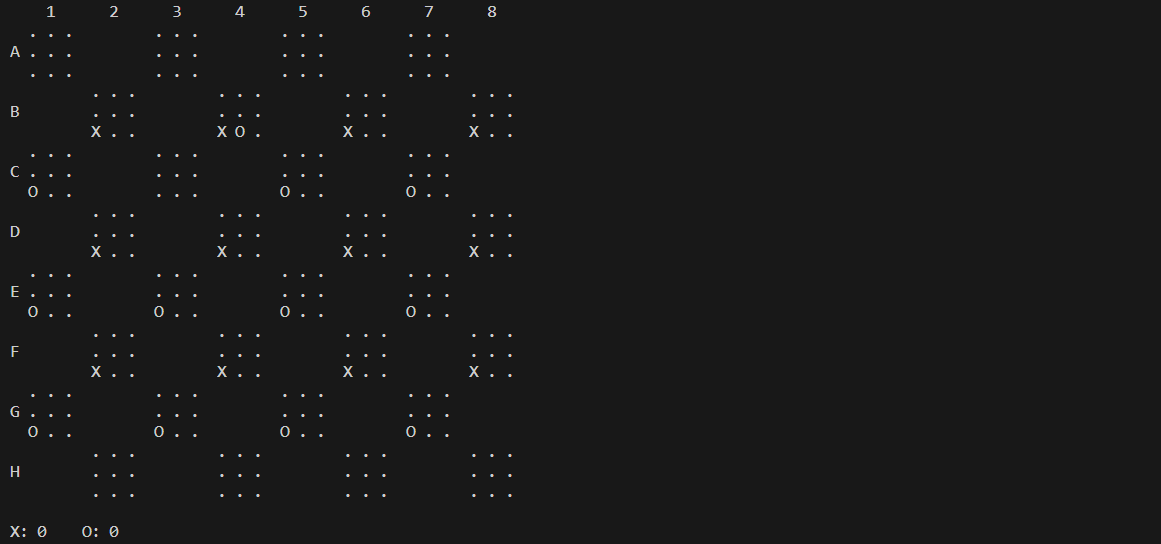 1 2 3 4 5 6 7 8
. . . . . . . . . . . .
A . . . . . . . . . . . .
. . . . . . . . . . . .
. . . . . . . . . . . .
B . . . . . . . . . . . .
X . . X O . X . . X . .
. . . . . . . . . . . .
C . . . . . . . . . . . .
O . . . . . O . . O . .
. . . . . . . . . . . .
D . . . . . . . . . . . .
X . . X . . X . . X . .
. . . . . . . . . . . .
E . . . . . . . . . . . .
O . . O . . O . . O . .
. . . . . . . . . . . .
F . . . . . . . . . . . .
X . . X . . X . . X . .
. . . . . . . . . . . .
G . . . . . . . . . . . .
O . . O . . O . . O . .
. . . . . . . . . . . .
H . . . . . . . . . . . .
. . . . . . . . . . . .
X: 0 O: 0